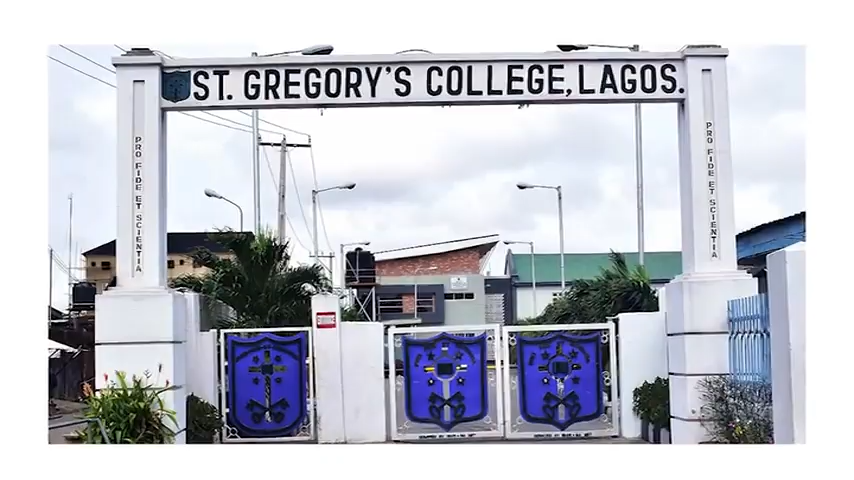 ST. GREGORY'S COLLEGE, LAGOS.
PRO FIDE ET SCIENTIA
PRO FIDE ET SCIENTIA